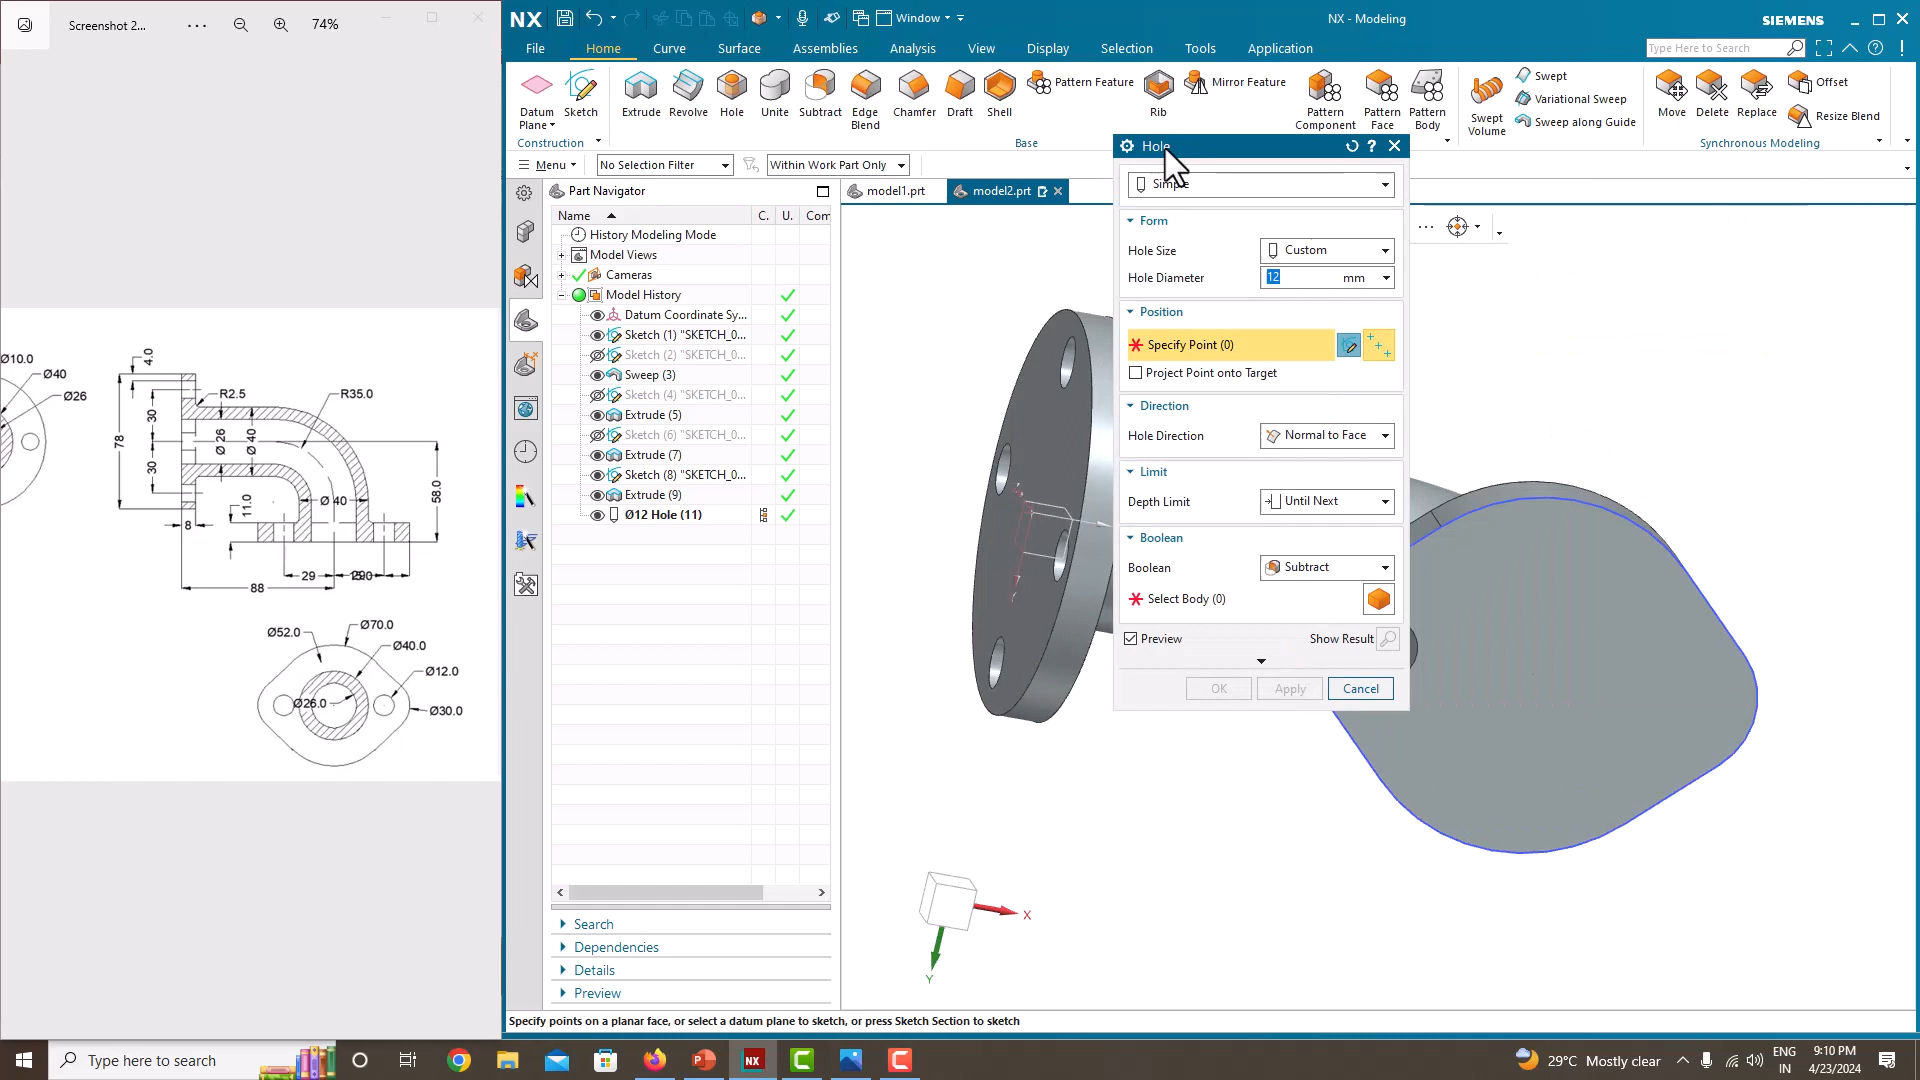 Screenshot 2...
74%
NX
Window
NX - Modeling
SIEMENS
File
Home
Curve
Surface
Assemblies
Analysis
View
Display
Selection
Tools
Application
Type Here to Search
Datum Plane
Sketch
Extrude
Revolve
Hole
Unite
Subtract
Edge Blend
Chamfer
Draft
Shell
Pattern Feature
Rib
Mirror Feature
Pattern Component
Pattern Face
Pattern Body
Swept Volume
Swept
Variational Sweep
Sweep along Guide
Move
Delete
Replace
Offset
Resize Blend
Construction
Base
Synchronous Modeling
Menu
No Selection Filter
Within Work Part Only
Part Navigator
model1.prt
model2.prt
Name
C.
U.
Com
History Modeling Mode
Model Views
Cameras
Model History
Datum Coordinate Sy...
Sketch (1) "SKETCH_0...
Sketch (2) "SKETCH_0...
Sweep (3)
Sketch (4) "SKETCH_0...
Extrude (5)
Sketch (6) "SKETCH_0...
Extrude (7)
Sketch (8) "SKETCH_0...
Extrude (9)
Ø12 Hole (11)
Search
Dependencies
Details
Preview
Hole
Simple
Form
Hole Size
Custom
Hole Diameter
12
mm
Position
Specify Point (0)
Project Point onto Target
Direction
Hole Direction
Normal to Face
Limit
Depth Limit
Until Next
Boolean
Boolean
Subtract
Select Body (0)
Preview
Show Result
OK
Apply
Cancel
X
Y
Ø10.0
Ø40
Ø26
4.0
R2.5
R35.0
78
30
30
Ø 26
Ø 40
Ø 40
11.0
58.0
8
29
88
Ø52.0
Ø70.0
Ø40.0
Ø12.0
Ø26.0
Ø30.0
Specify points on a planar face, or select a datum plane to sketch, or press Sketch Section to sketch
Type here to search
NX
29°C Mostly clear
ENG
IN
9:10 PM
4/23/2024